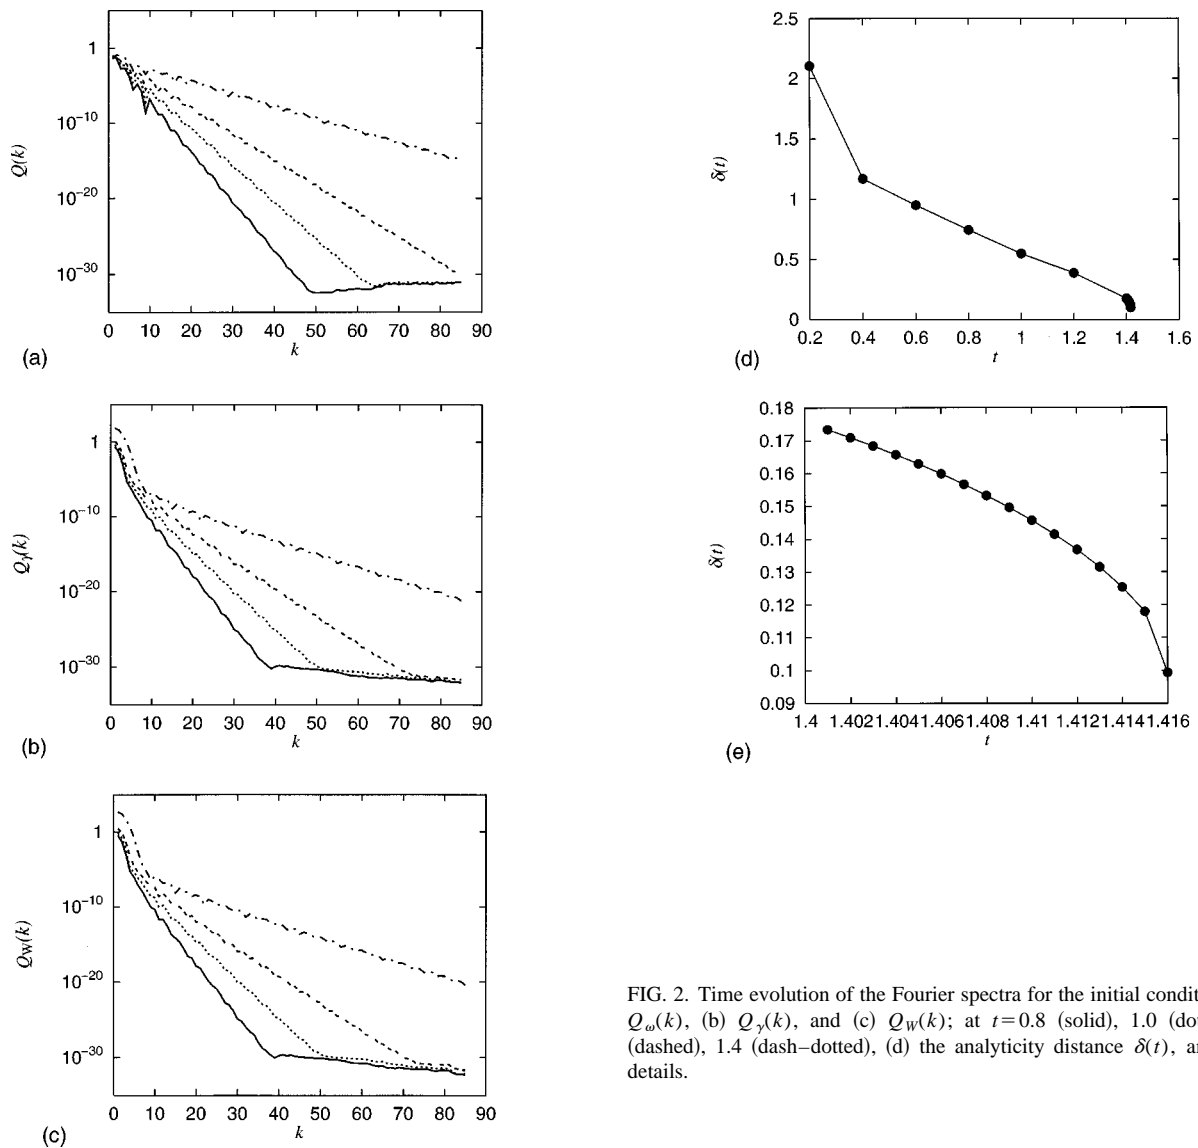 1
10^{-10}
10^{-20}
10^{-30}
Q(k)
0 10 20 30 40 50 60 70 80 90
k
(a)
1
10^{-10}
10^{-20}
10^{-30}
Q_γ(k)
0 10 20 30 40 50 60 70 80 90
k
(b)
1
10^{-10}
10^{-20}
10^{-30}
Q_W(k)
0 10 20 30 40 50 60 70 80 90
k
(c)
2.5
2
1.5
1
0.5
0
δ(t)
0.2 0.4 0.6 0.8 1 1.2 1.4 1.6
t
(d)
0.18
0.17
0.16
0.15
0.14
0.13
0.12
0.11
0.1
0.09
δ(t)
1.4 1.402 1.404 1.406 1.408 1.41 1.412 1.414 1.416
t
(e)
FIG. 2. Time evolution of the Fourier spectra for the initial condit
Q_ω(k), (b) Q_γ(k), and (c) Q_W(k); at t=0.8 (solid), 1.0 (do
(dashed), 1.4 (dash–dotted), (d) the analyticity distance δ(t), a
details.